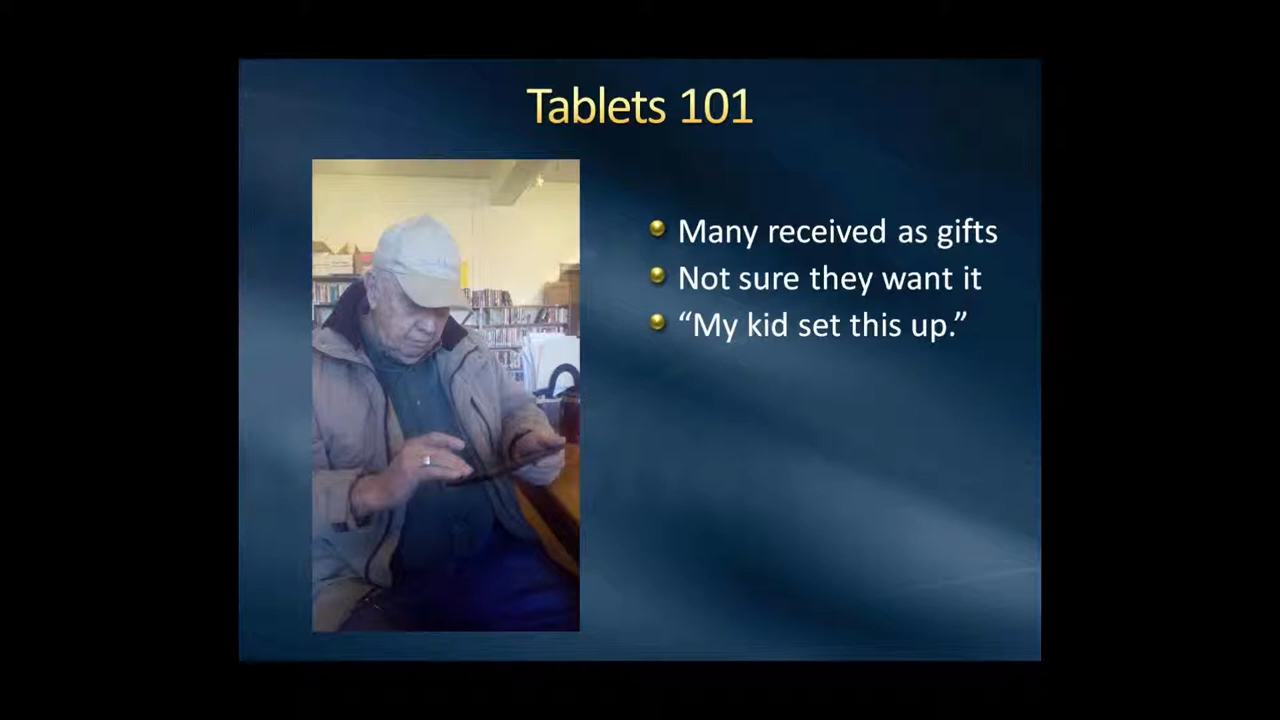 Tablets 101
Many received as gifts
Not sure they want it
“My kid set this up.”